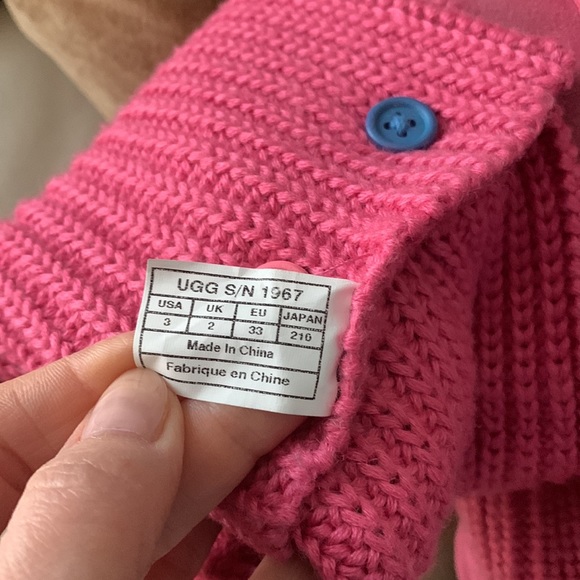 UGG S/N 1967
USA UK EU JAPAN
3 2 33 210
Made In China
Fabrique en Chine